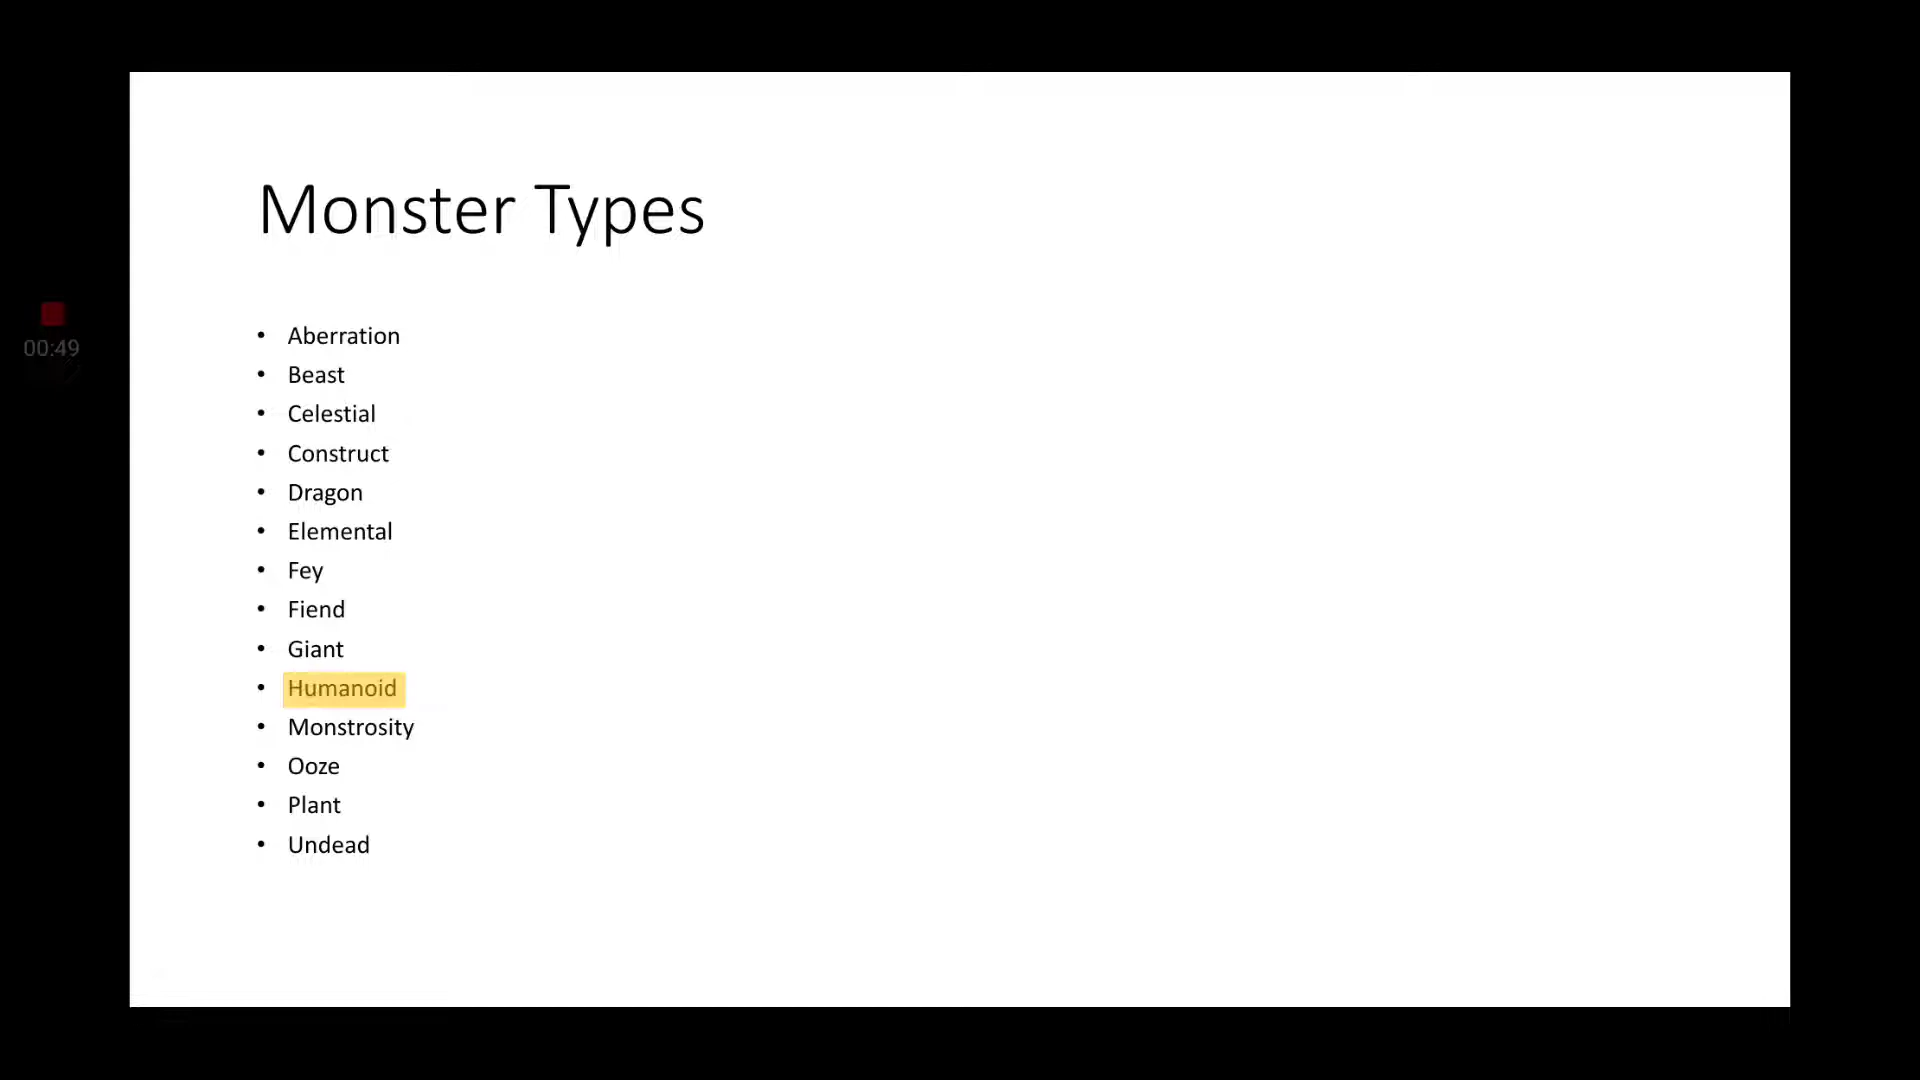 Monster Types
00:49
• Aberration
• Beast
• Celestial
• Construct
• Dragon
• Elemental
• Fey
• Fiend
• Giant
• Humanoid
• Monstrosity
• Ooze
• Plant
• Undead